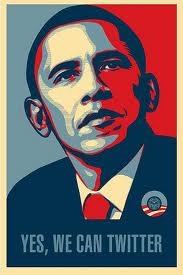 YES, WE CAN TWITTER